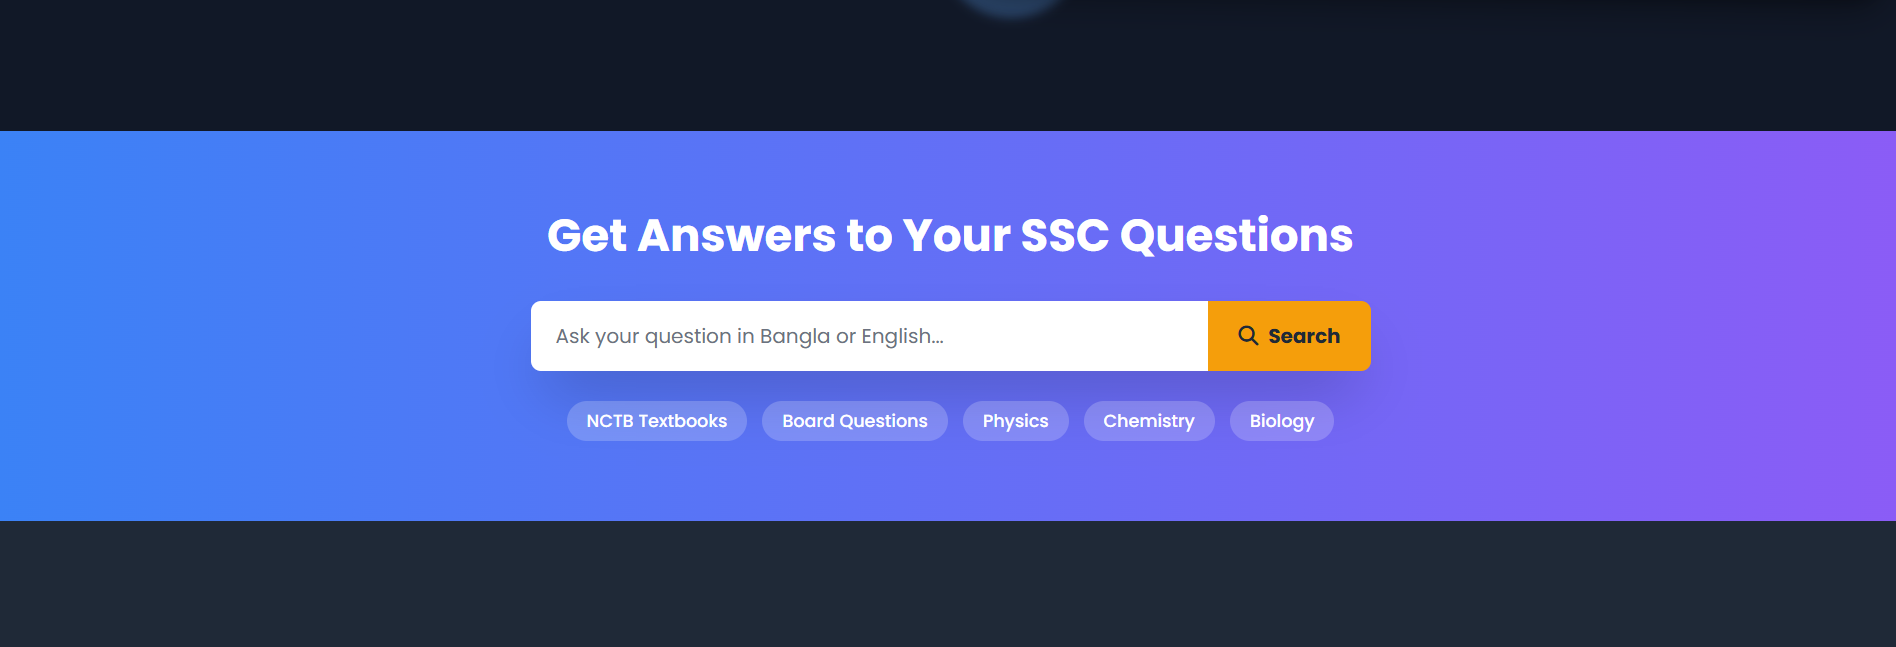 Get Answers to Your SSC Questions
Ask your question in Bangla or English...
Search
NCTB Textbooks
Board Questions
Physics
Chemistry
Biology